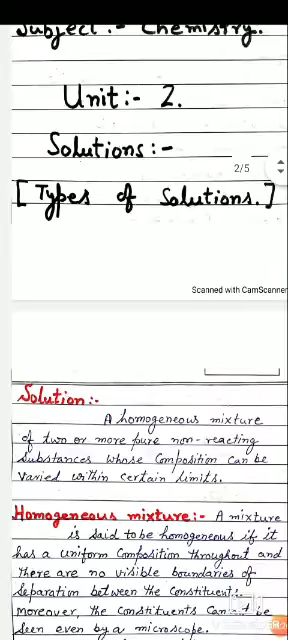 Subject :- Chemistry.
Unit:- 2.
Solutions:-
2/5
[Types of Solutions.]
Scanned with CamScanner
Solution:-
A homogeneous mixture
of two or more pure non-reacting
substances whose composition can be
varied within certain limits.
Homogeneous mixture:- A mixture
is said to be homogeneous if it
has a uniform composition throughout and
there are no visible boundaries of
separation between the constituent:
moreover, the constituents can't be
seen even by a microscope.